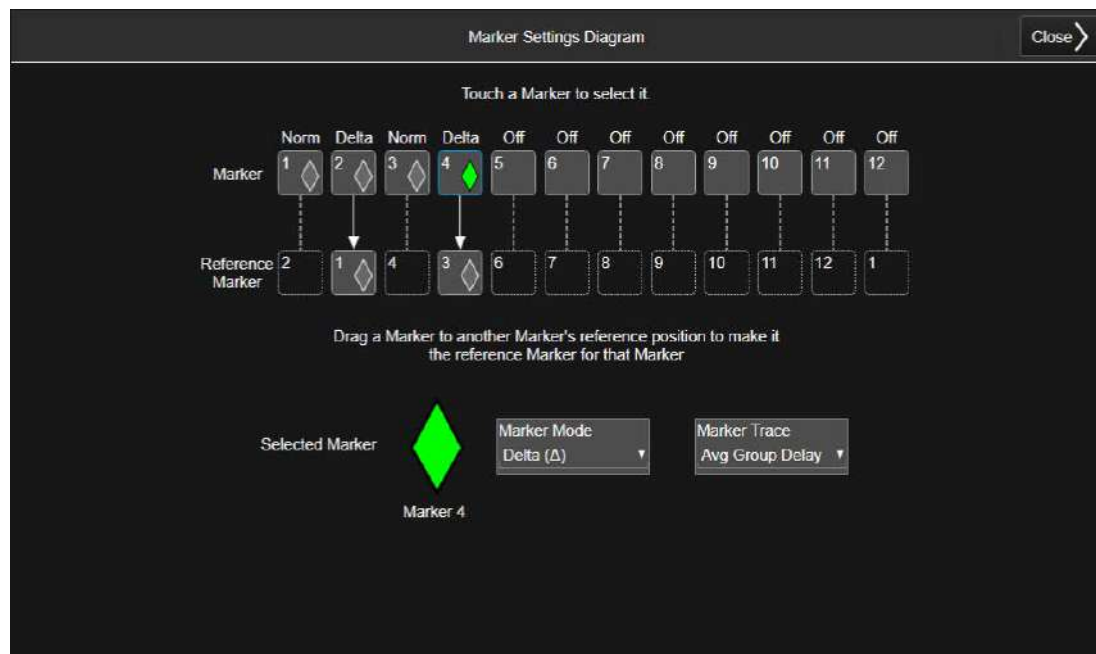 Marker Settings Diagram
Close
Touch a Marker to select it.
Norm Delta Norm Delta Off Off Off Off Off Off Off Off
Marker 1 2 3 4 5 6 7 8 9 10 11 12
Reference 2 1 4 3 6 7 8 9 10 11 12 1
Marker
Drag a Marker to another Marker's reference position to make it
the reference Marker for that Marker
Marker Mode Marker Trace
Selected Marker Delta (Δ) Avg Group Delay
Marker 4